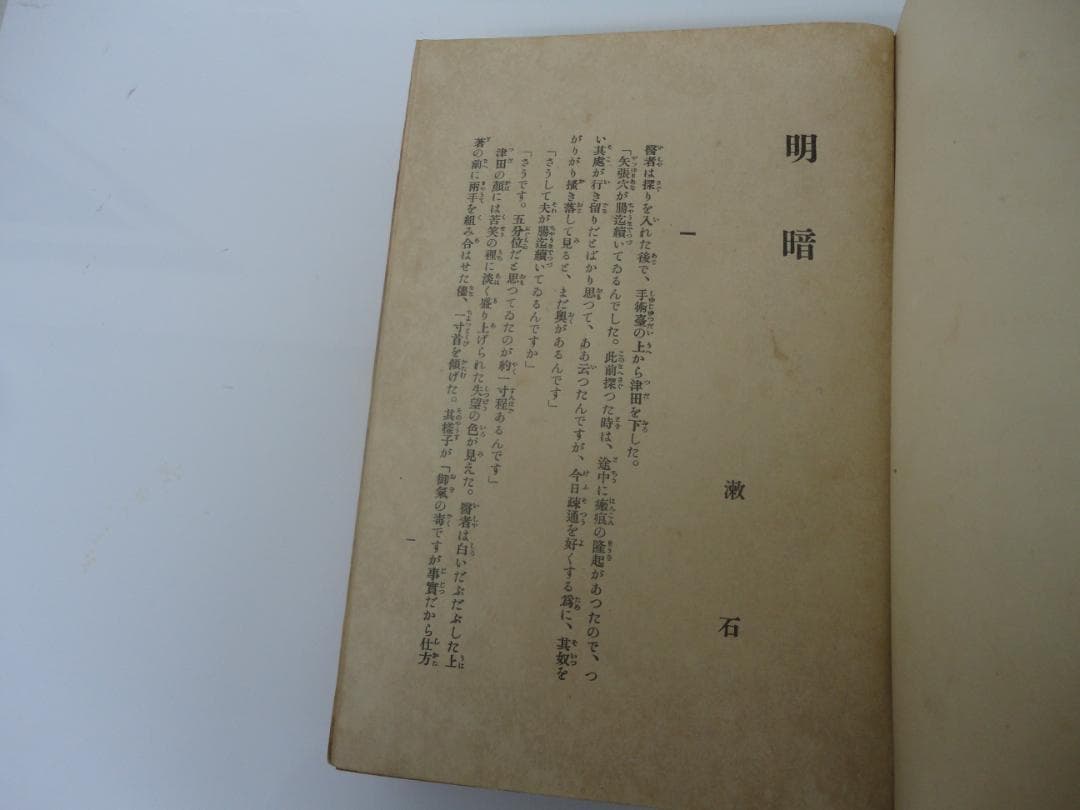 明暗
漱石
一
醫者は探りを入れた後で、手術臺の上から津田を下した。
「矢張穴が腸迄續いてゐるんでした。此前探つた時は、途中に瘢痕の隆起があつたので、つ
い其處が行き留りだとばかり思つて、ああ云つたんですが、今日疎通を好くする爲に、其奴を
がりがり掻き落して見ると、まだ奧があるんです」
「さうして夫が腸迄續いてゐるんですか」
「さうです。五分位だと思つてゐたのが約一寸程あるんです」
津田の顏には苦笑の裡に淡く盛り上げられた失望の色が見えた。醫者は白いだぶだぶした上
著の前に兩手を組み合はせた儘、一寸首を傾けた。其樣子が「御氣の毒ですが事實だから仕方
一